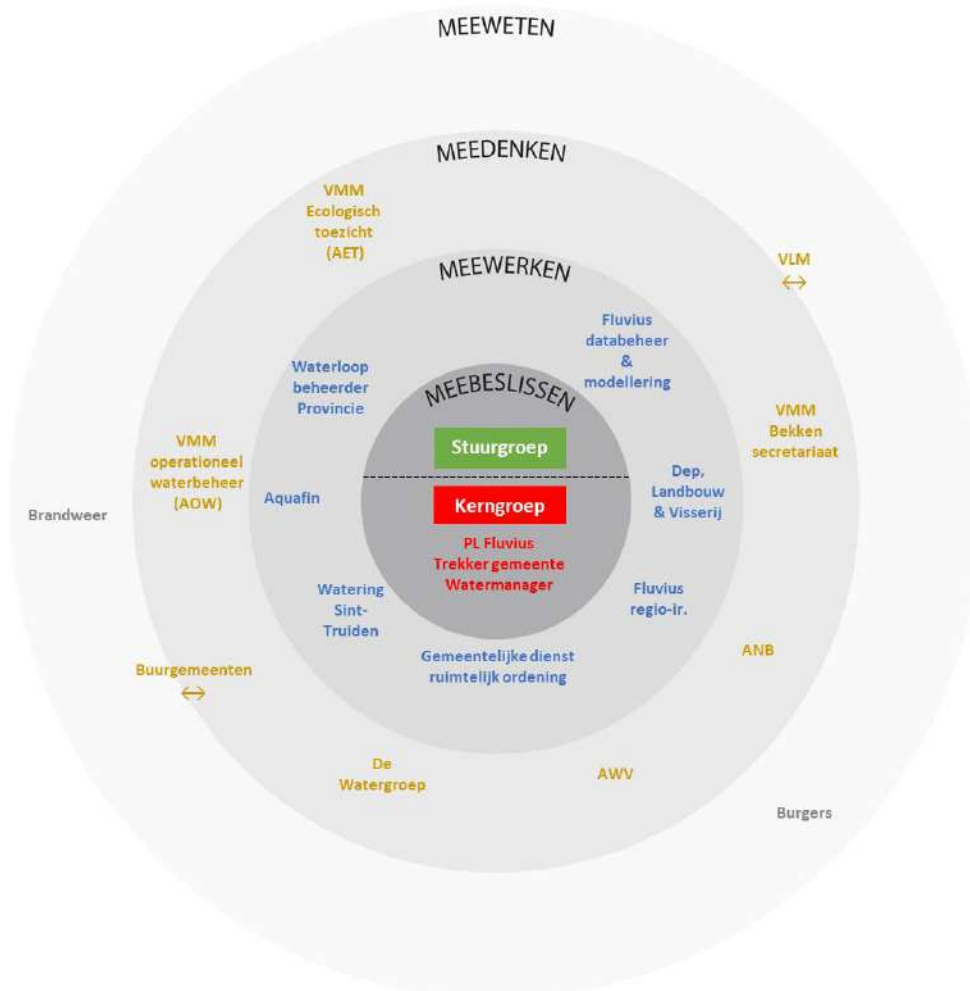 MEEWETEN
MEEDENKEN
VMM
Ecologisch
toezicht
(AET)
VLM
↔
MEEWERKEN
Fluvius
databeheer
&
modellering
Waterloop
beheerder
Provincie
MEEBESLISSEN
VMM
Bekken
secretariaat
VMM
operationeel
waterbeheer
(AOW)
Stuurgroep
Aquafin
Dep,
Landbouw
& Visserij
Kerngroep
Brandweer
PL Fluvius
Trekker gemeente
Watermanager
Watering
Sint-
Truiden
Fluvius
regio-ir.
Gemeentelijke dienst
ruimtelijk ordening
ANB
Buurgemeenten
↔
De
Watergroep
AWV
Burgers